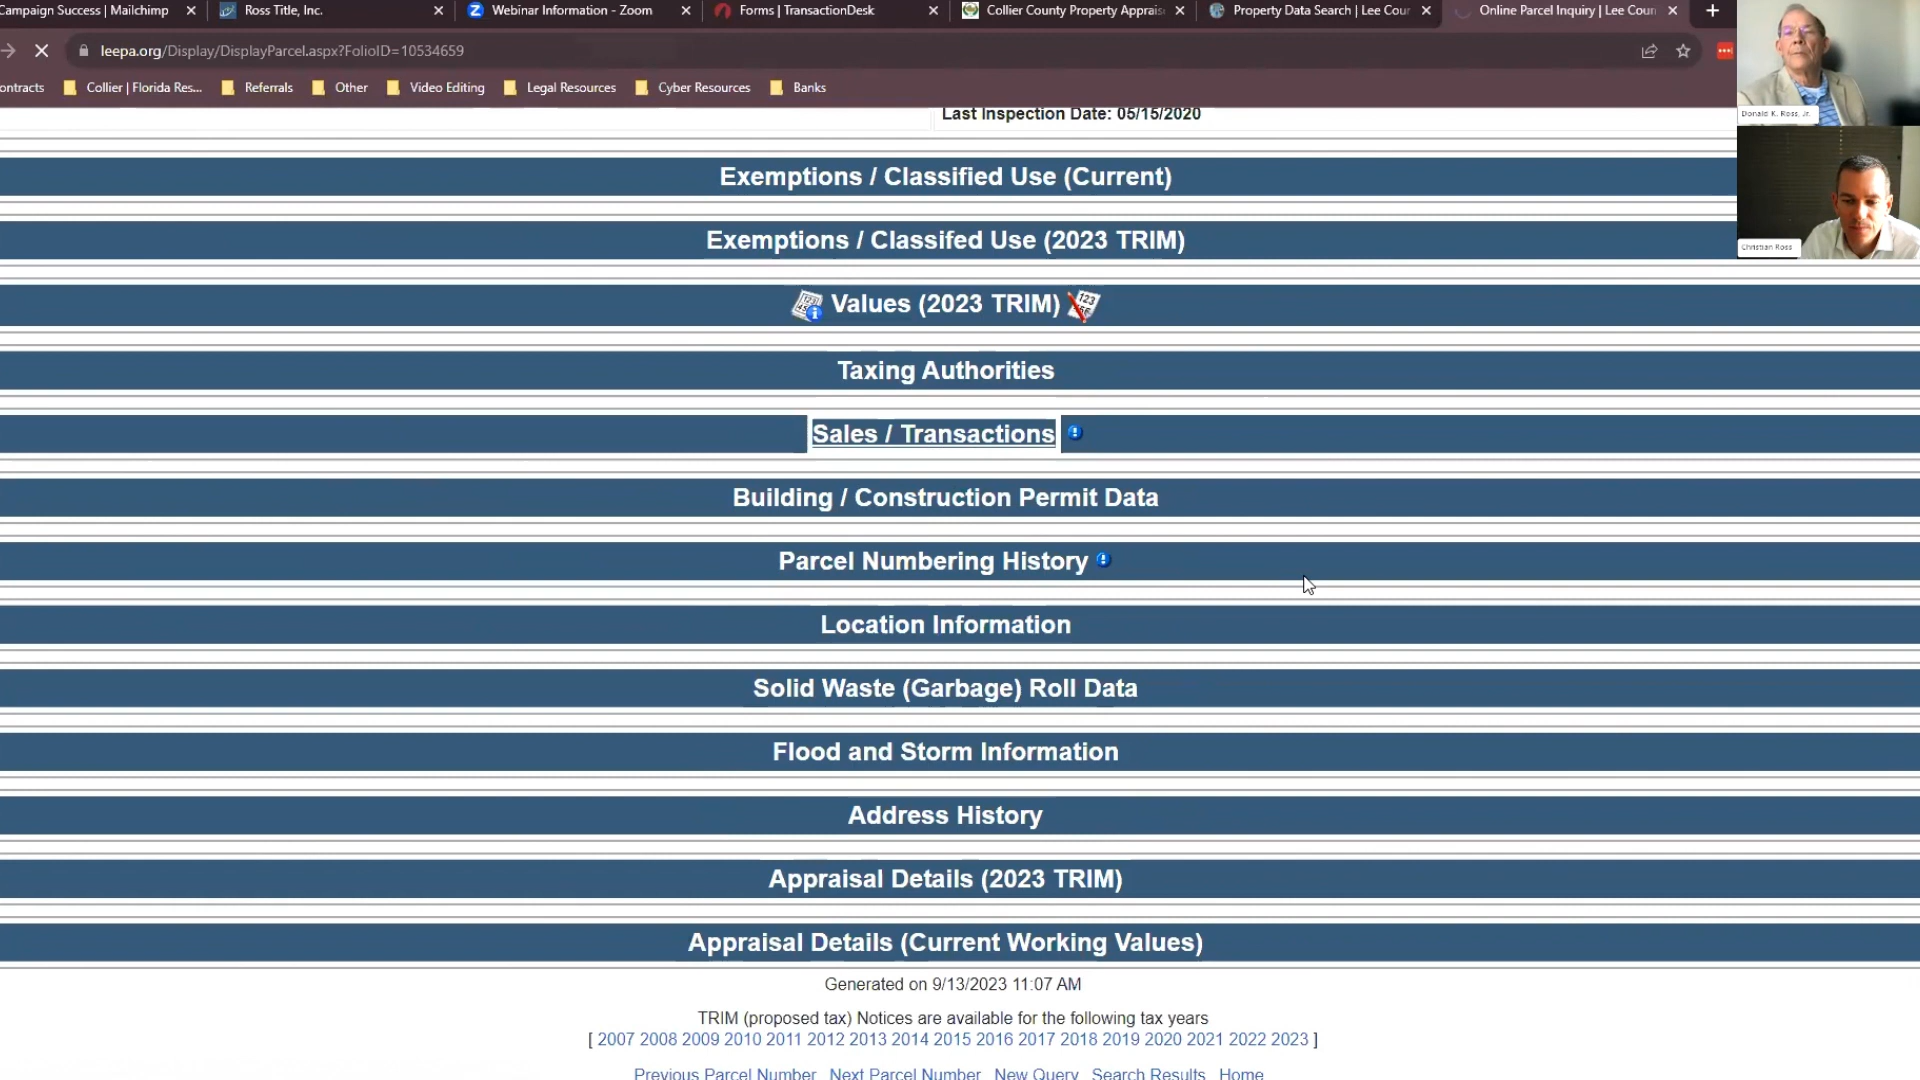 Campaign Success | Mailchimp
Ross Title, Inc.
Webinar Information - Zoom
Forms | TransactionDesk
Collier County Property Apprais
Property Data Search | Lee Cour
Online Parcel Inquiry | Lee Coun
leepa.org/Display/DisplayParcel.aspx?FolioID=10534659
ontracts
Collier | Florida Res...
Referrals
Other
Video Editing
Legal Resources
Cyber Resources
Banks
Donald K. Ross, Jr.
Christian Ross
Last Inspection Date: 05/15/2020
Exemptions / Classified Use (Current)
Exemptions / Classifed Use (2023 TRIM)
Values (2023 TRIM)
Taxing Authorities
Sales / Transactions
Building / Construction Permit Data
Parcel Numbering History
Location Information
Solid Waste (Garbage) Roll Data
Flood and Storm Information
Address History
Appraisal Details (2023 TRIM)
Appraisal Details (Current Working Values)
Generated on 9/13/2023 11:07 AM
TRIM (proposed tax) Notices are available for the following tax years
[ 2007 2008 2009 2010 2011 2012 2013 2014 2015 2016 2017 2018 2019 2020 2021 2022 2023 ]
Previous Parcel Number Next Parcel Number New Query Search Results Home